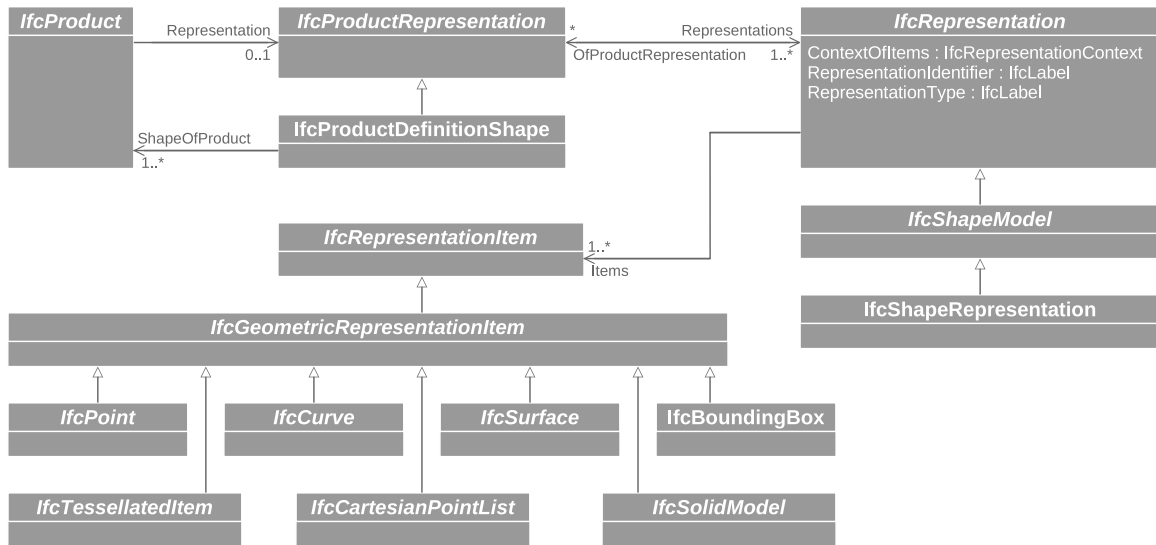 IfcProduct
Representation
0..1
IfcProductRepresentation
*
OfProductRepresentation
Representations
1..*
IfcRepresentation
ContextOfItems : IfcRepresentationContext
RepresentationIdentifier : IfcLabel
RepresentationType : IfcLabel
ShapeOfProduct
1..*
IfcProductDefinitionShape
IfcRepresentationItem
1..*
Items
IfcShapeModel
IfcShapeRepresentation
IfcGeometricRepresentationItem
IfcPoint
IfcCurve
IfcSurface
IfcBoundingBox
IfcTessellatedItem
IfcCartesianPointList
IfcSolidModel